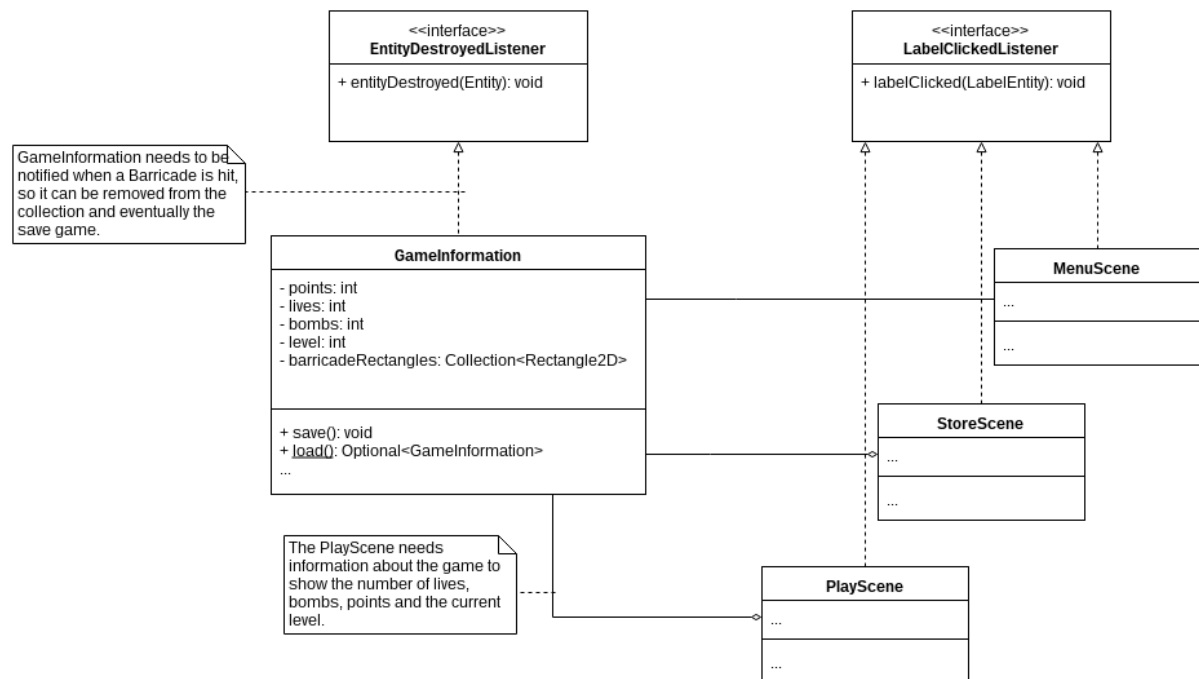 <<interface>>
EntityDestroyedListener
+ entityDestroyed(Entity): void
<<interface>>
LabelClickedListener
+ labelClicked(LabelEntity): void
GameInformation needs to be
notified when a Barricade is hit,
so it can be removed from the
collection and eventually the
save game.
GameInformation
- points: int
- lives: int
- bombs: int
- level: int
- barricadeRectangles: Collection<Rectangle2D>
+ save(): void
+ load(): Optional<GameInformation>
...
MenuScene
...
...
StoreScene
...
...
The PlayScene needs
information about the game to
show the number of lives,
bombs, points and the current
level.
PlayScene
...
...